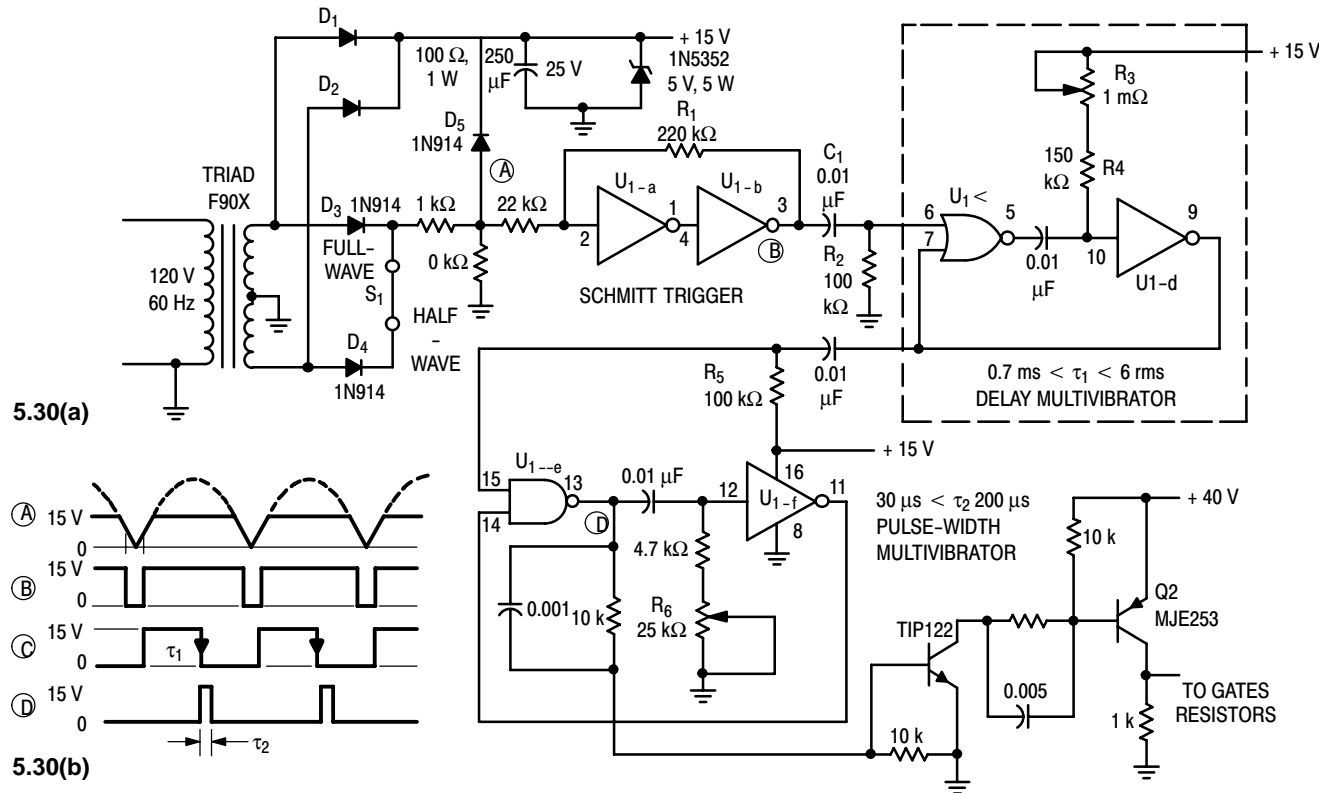 D1
D2
100 Ω,
1 W
250
μF
25 V
+ 15 V
1N5352
5 V, 5 W
D5
1N914
A
R1
220 kΩ
TRIAD
F90X
D3
1N914
FULL-
WAVE
S1
HALF
-
WAVE
1 kΩ
22 kΩ
0 kΩ
U1-a
U1-b
2
1
4
3
B
SCHMITT TRIGGER
C1
0.01
μF
R2
100
kΩ
120 V
60 Hz
D4
1N914
+ 15 V
R3
1 mΩ
150
kΩ
R4
U1 <
6
7
5
0.01
μF
10
9
U1-d
0.7 ms < τ1 < 6 rms
DELAY MULTIVIBRATOR
5.30(a)
R5
100 kΩ
0.01
μF
+ 15 V
U1--e
15
14
13
D
0.01 μF
12
16
U1-f
11
8
30 μs < τ2 200 μs
PULSE-WIDTH
MULTIVIBRATOR
4.7 kΩ
R6
25 kΩ
0.001
10 k
+ 40 V
10 k
Q2
MJE253
TIP122
0.005
10 k
1 k
TO GATES
RESISTORS
A
15 V
0
B
15 V
0
C
15 V
0
τ1
D
15 V
0
τ2
5.30(b)